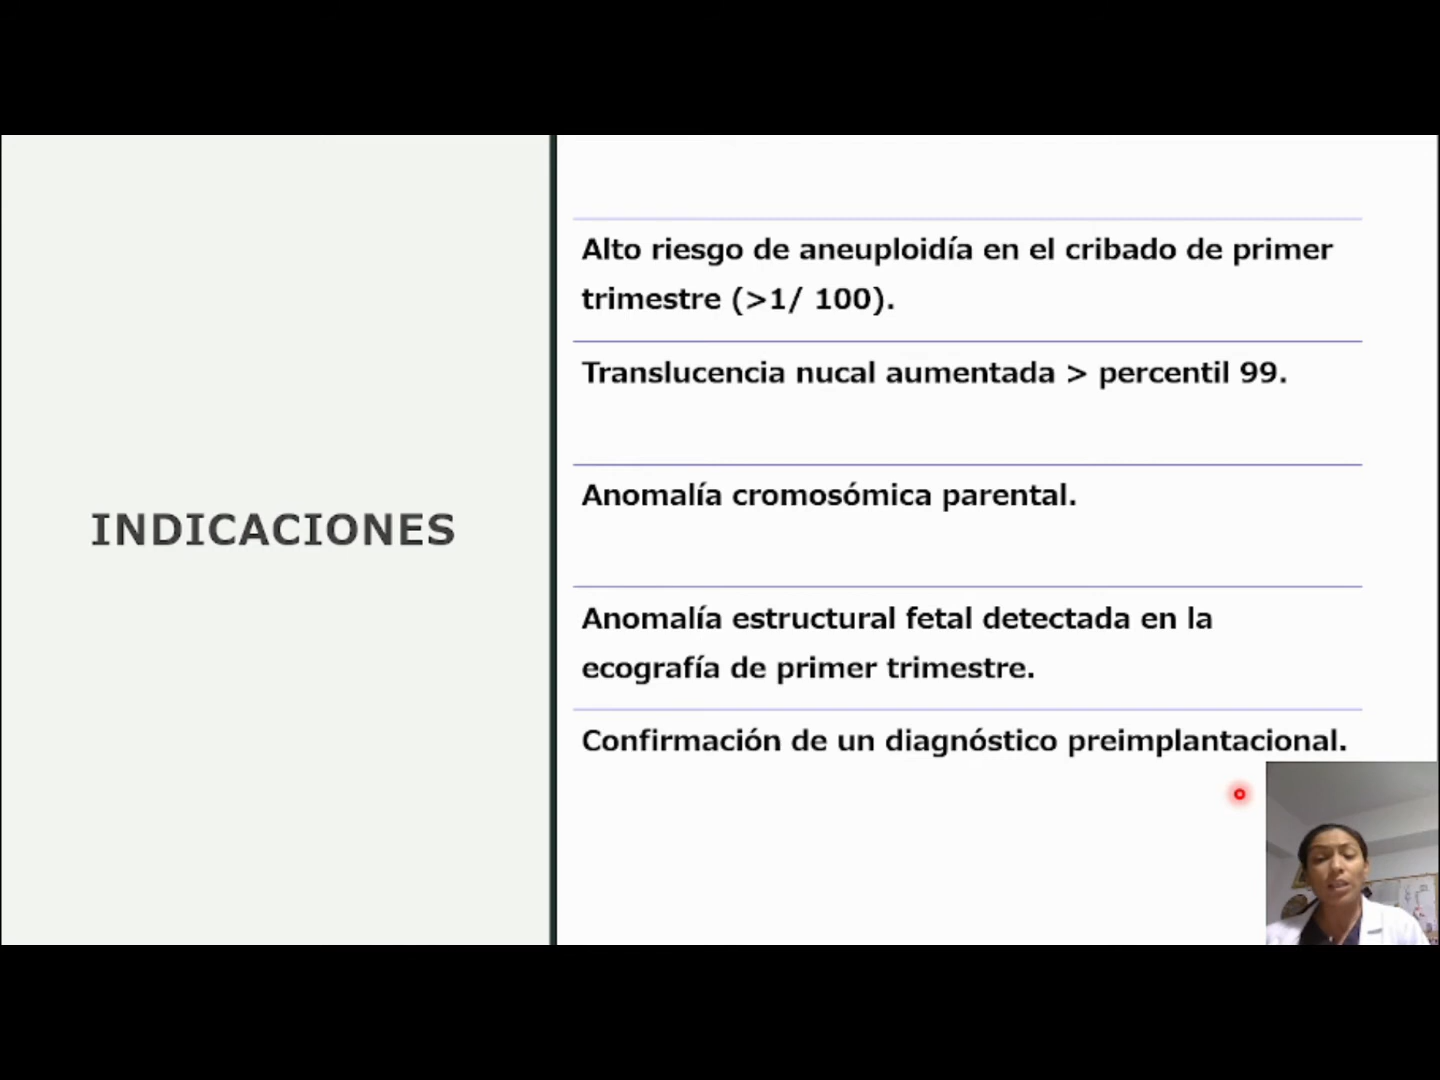 INDICACIONES
Alto riesgo de aneuploidía en el cribado de primer
trimestre (>1/ 100).
Translucencia nucal aumentada > percentil 99.
Anomalía cromosómica parental.
Anomalía estructural fetal detectada en la
ecografía de primer trimestre.
Confirmación de un diagnóstico preimplantacional.